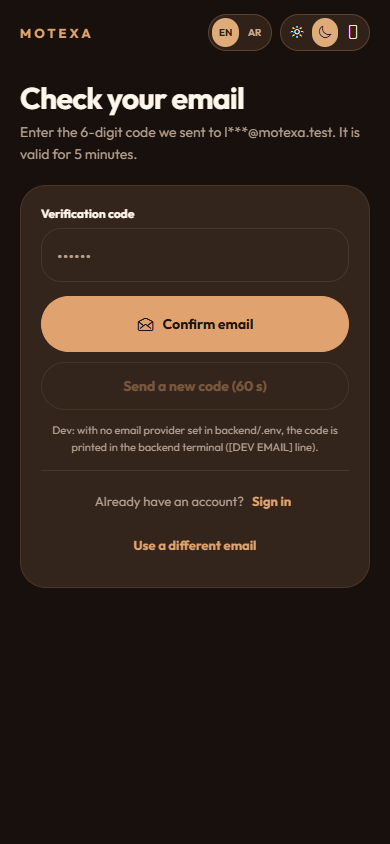 MOTEXA
EN
AR
Check your email
Enter the 6-digit code we sent to l***@motexa.test. It is
valid for 5 minutes.
Verification code
••••••
Confirm email
Send a new code (60 s)
Dev: with no email provider set in backend/.env, the code is
printed in the backend terminal ([DEV EMAIL] line).
Already have an account? Sign in
Use a different email